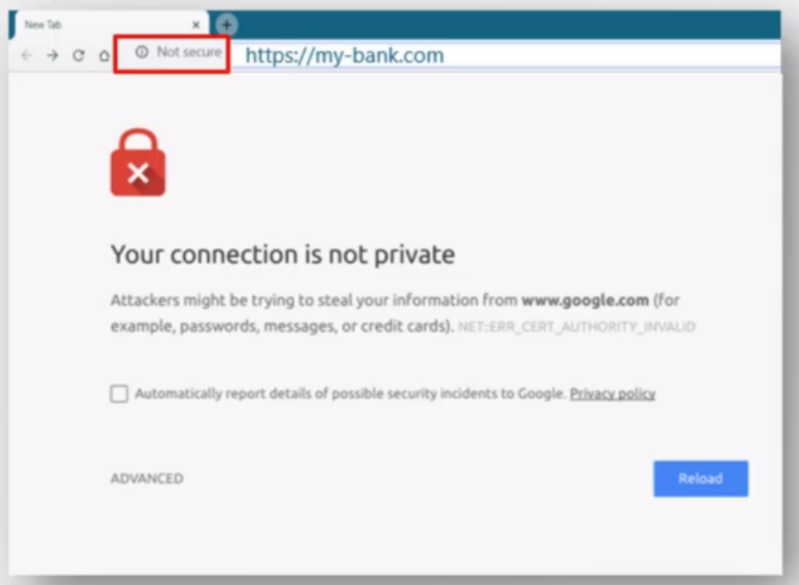 New Tab
Not secure https://my-bank.com
Your connection is not private
Attackers might be trying to steal your information from www.google.com (for
example, passwords, messages, or credit cards). NET::ERR_CERT_AUTHORITY_INVALID
Automatically report details of possible security incidents to Google. Privacy policy
ADVANCED
Reload